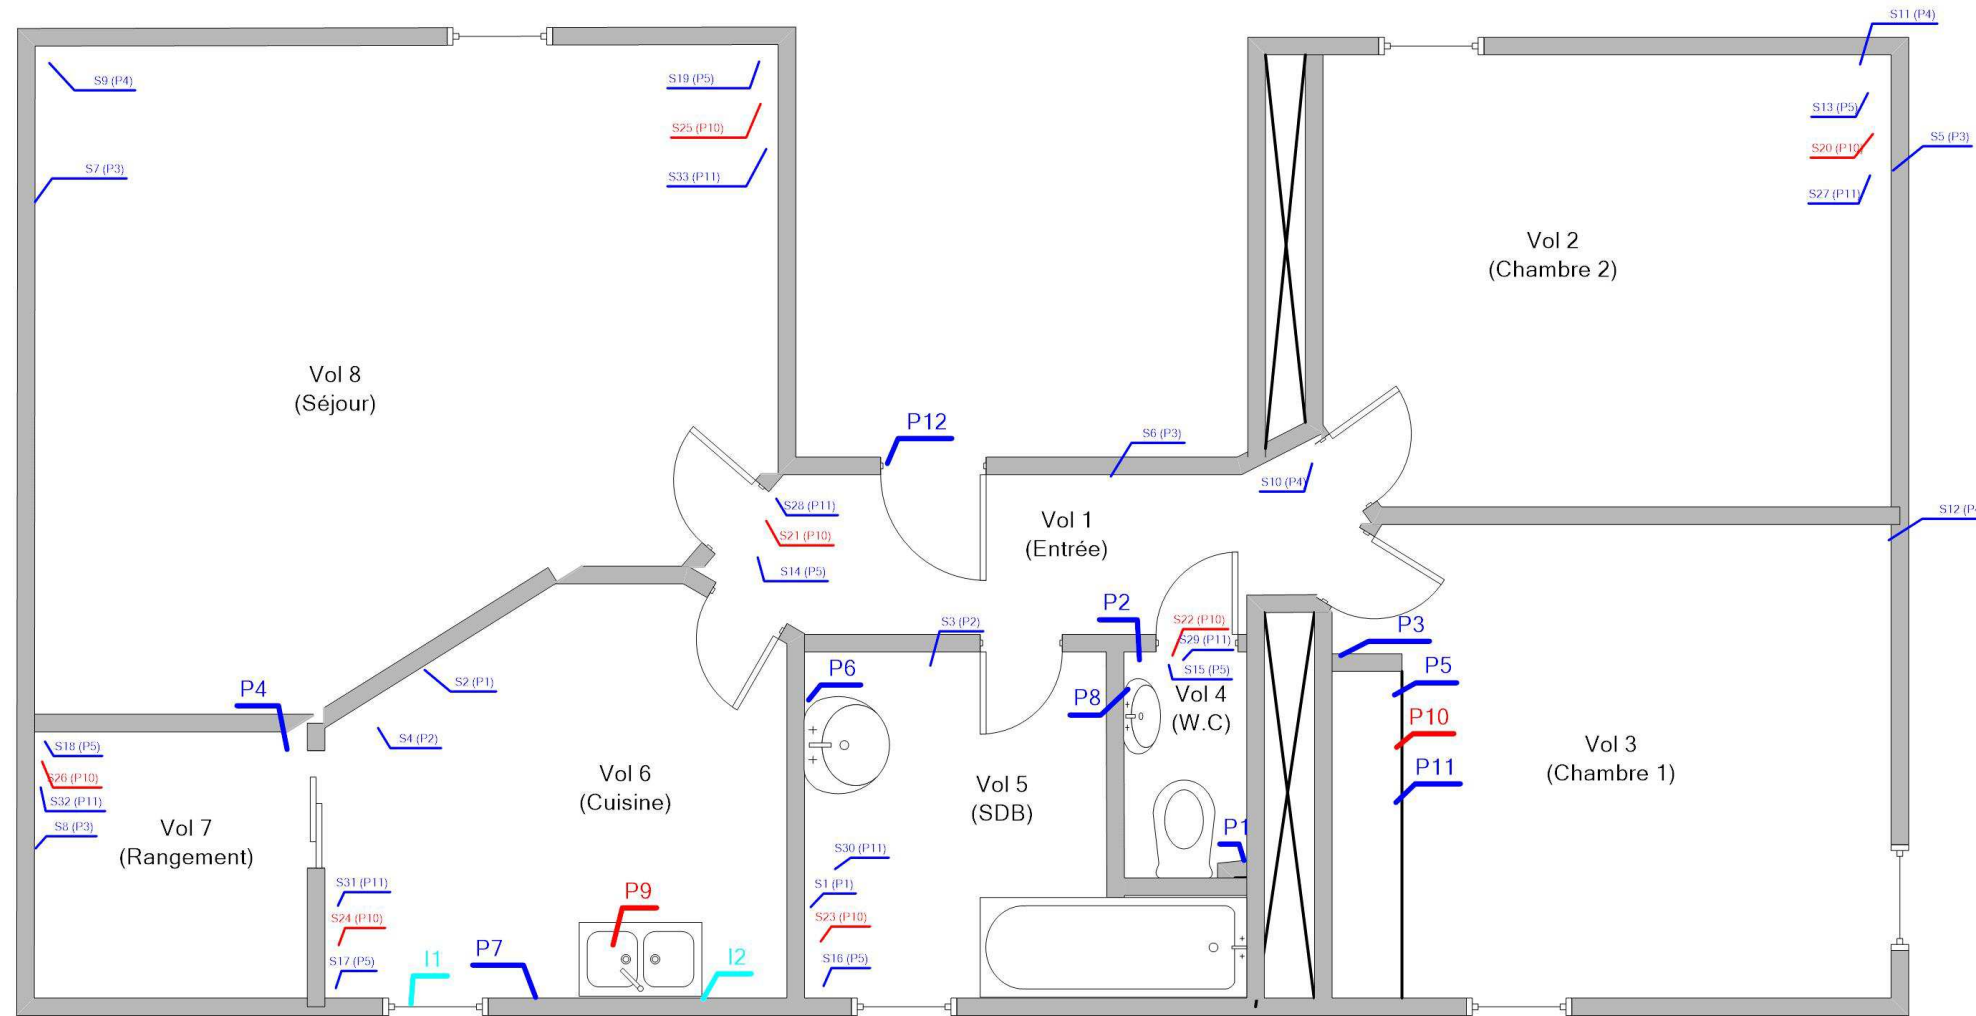 S11 (P4)
S9 (P4)
S19 (P5)
S13 (P5)
S25 (P10)
S5 (P3)
S20 (P10)
S7 (P3)
S33 (P11)
S27 (P11)
Vol 2
(Chambre 2)
Vol 8
(Séjour)
P12
S6 (P3)
S10 (P4)
S28 (P11)
S12
S21 (P10)
Vol 1
(Entrée)
S14 (P5)
P2
S22 (P10)
S3 (P2)
S29 (P11)
P3
P6
S15 (P5)
P5
S2 (P1)
P4
P8
Vol 4
(W.C)
P10
S4 (P2)
S18 (P5)
Vol 3
(Chambre 1)
S26 (P10)
Vol 6
(Cuisine)
P11
Vol 5
(SDB)
S32 (P11)
S8 (P3)
Vol 7
(Rangement)
P1
S30 (P11)
S31 (P11)
S1 (P1)
P9
S24 (P10)
S23 (P10)
P7
I1
I2
S17 (P5)
S16 (P5)